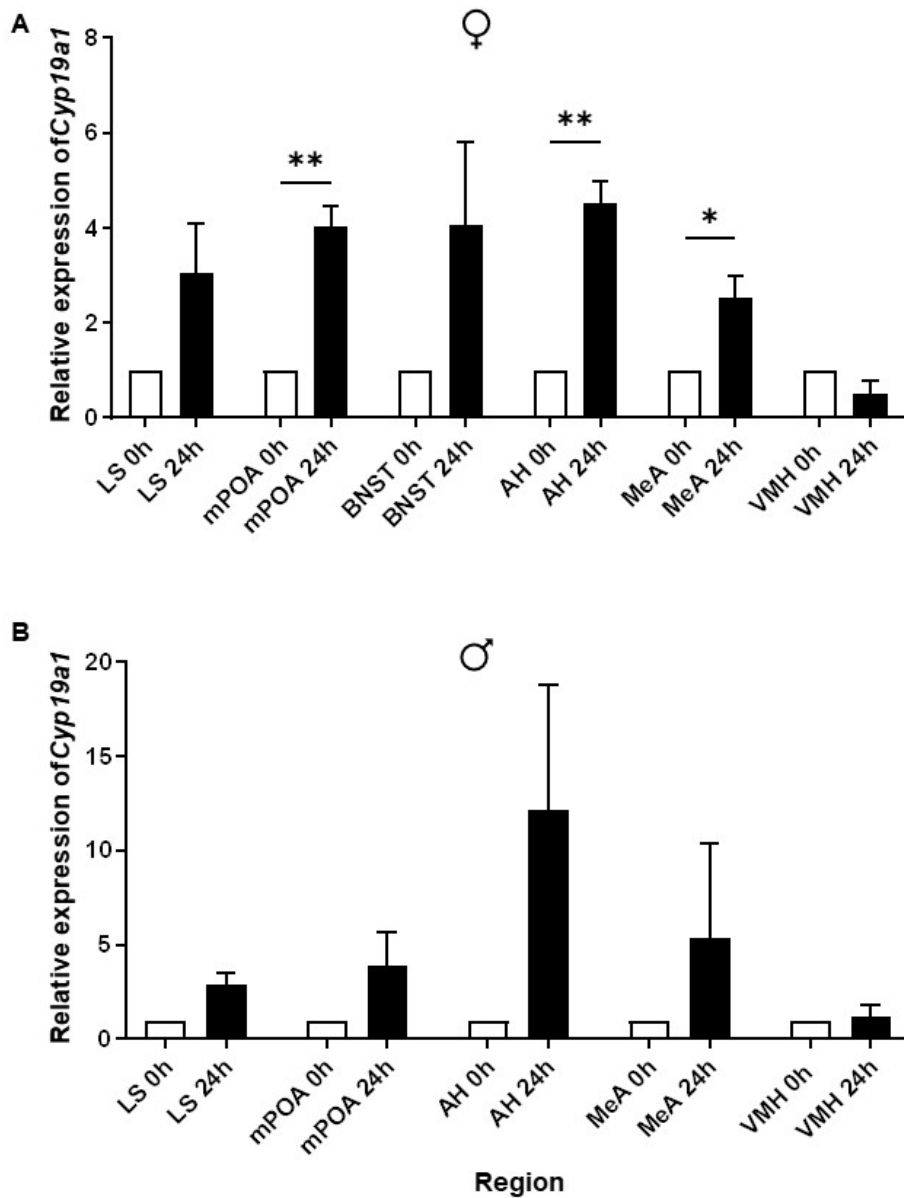 A
♀
Relative expression ofCyp19a1
8
6
4
2
0
**
**
*
LS 0h
LS 24h
mPOA 0h
mPOA 24h
BNST 0h
BNST 24h
AH 0h
AH 24h
MeA 0h
MeA 24h
VMH 0h
VMH 24h
B
♂
Relative expression ofCyp19a1
20
15
10
5
0
LS 0h
LS 24h
mPOA 0h
mPOA 24h
AH 0h
AH 24h
MeA 0h
MeA 24h
VMH 0h
VMH 24h
Region